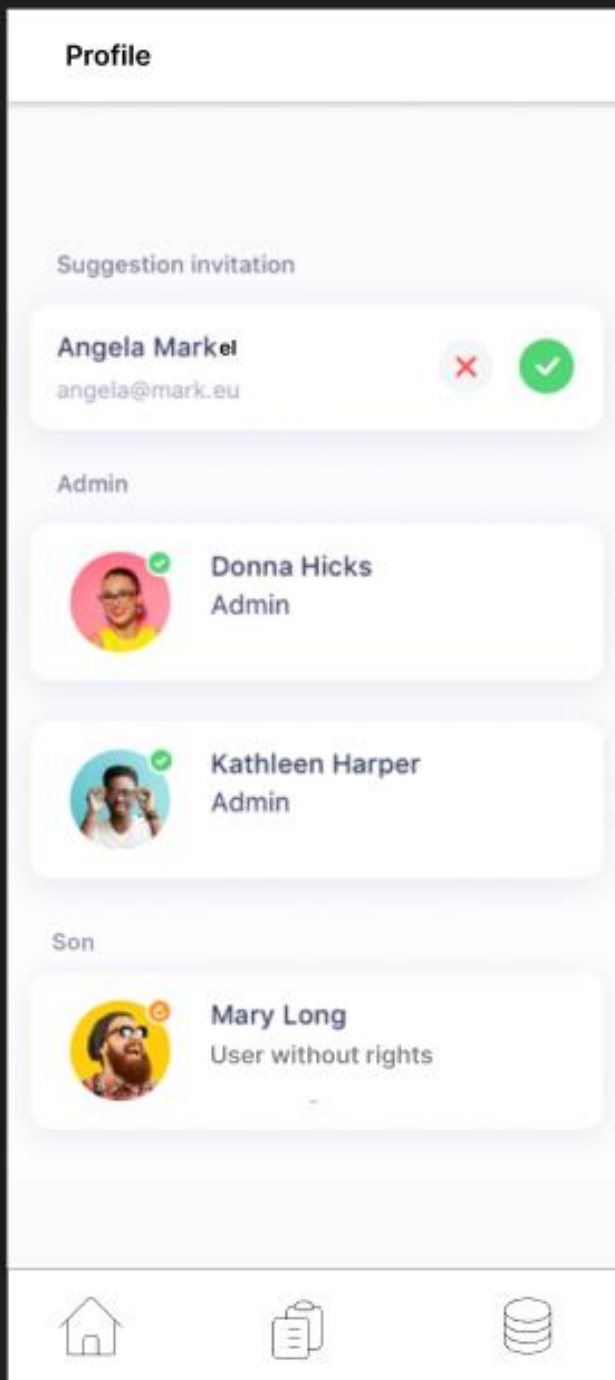 Profile
Suggestion invitation
Angela Markel
angela@mark.eu
Admin
Donna Hicks
Admin
Kathleen Harper
Admin
Son
Mary Long
User without rights
-